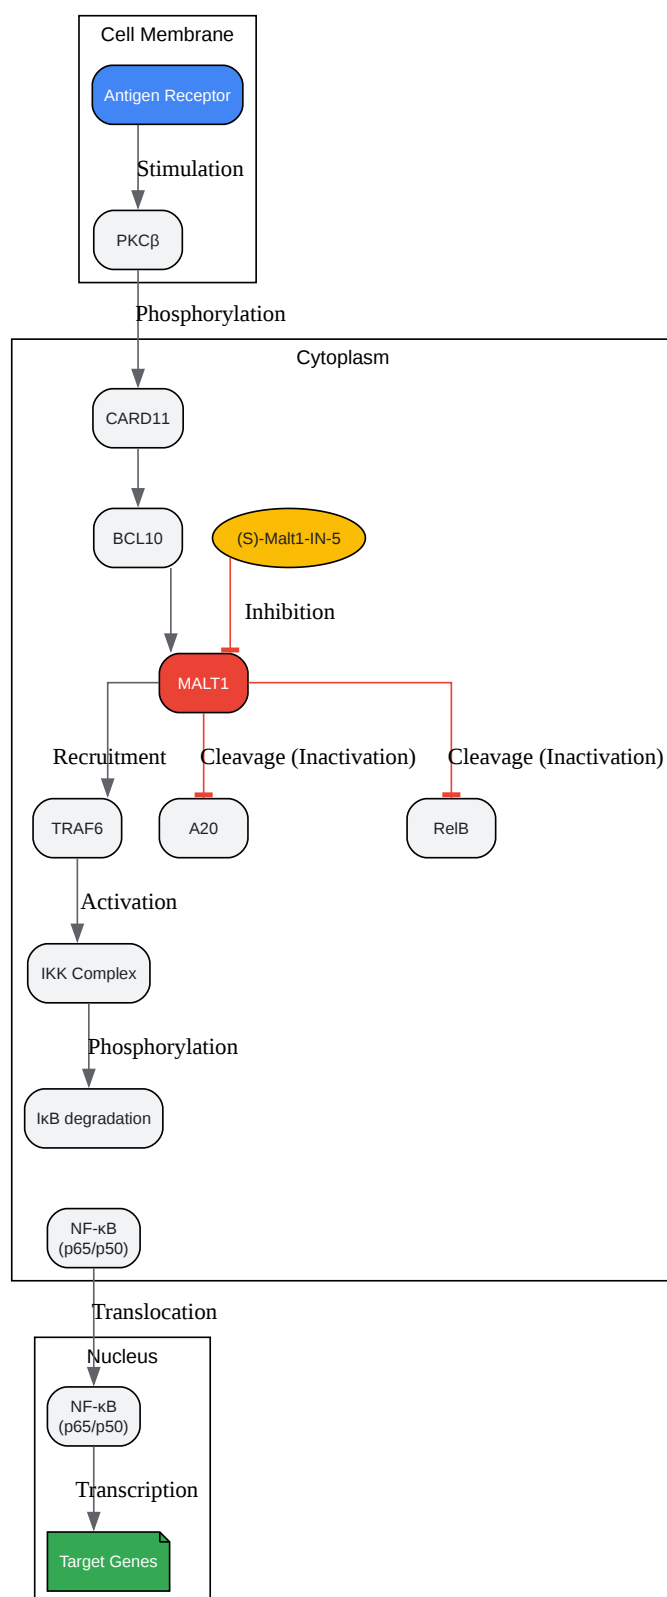 Cell Membrane
Antigen Receptor
Stimulation
PKCβ
Phosphorylation
Cytoplasm
CARD11
BCL10
(S)-Malt1-IN-5
Inhibition
MALT1
Recruitment
Cleavage (Inactivation)
Cleavage (Inactivation)
TRAF6
A20
RelB
Activation
IKK Complex
Phosphorylation
IκB degradation
NF-κB
(p65/p50)
Translocation
Nucleus
NF-κB
(p65/p50)
Transcription
Target Genes